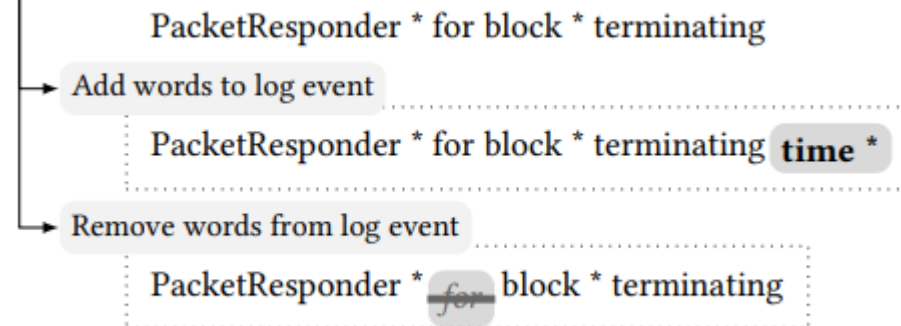 PacketResponder * for block * terminating
Add words to log event
PacketResponder * for block * terminating time *
Remove words from log event
PacketResponder * for block * terminating